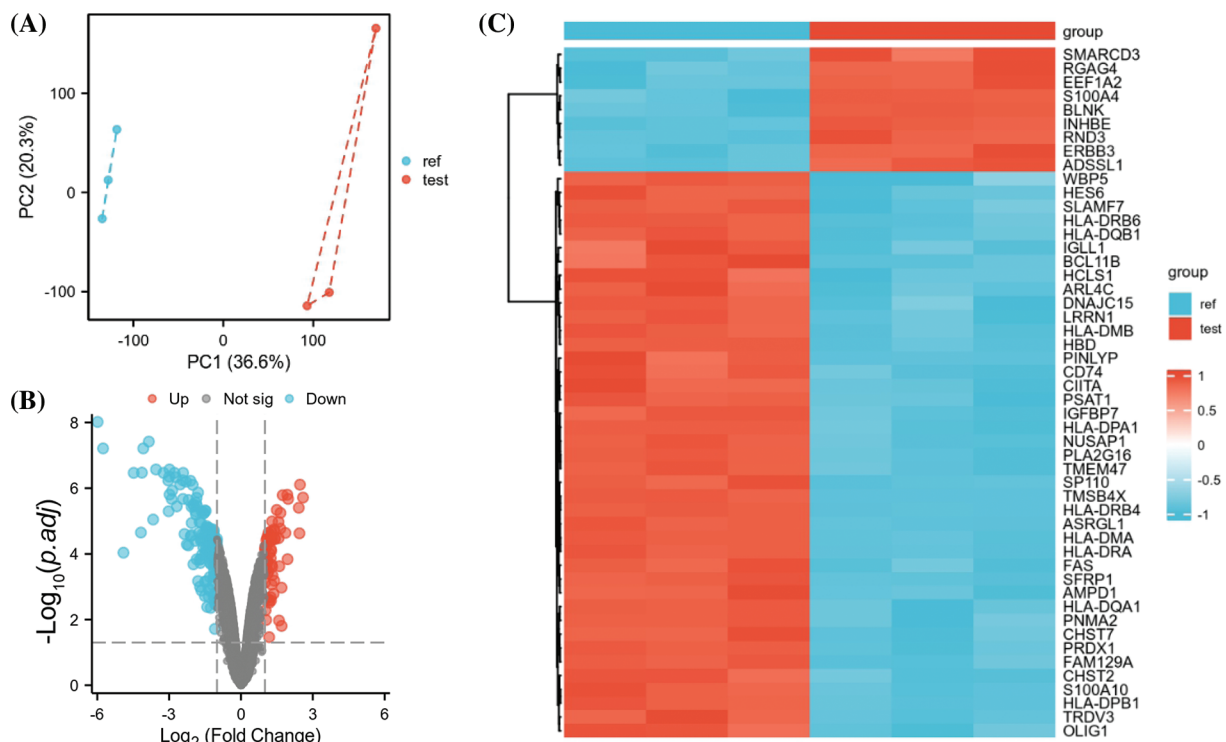 (A)
100
0
-100
PC2 (20.3%)
-100
0
100
PC1 (36.6%)
ref
test
(B)
Up
Not sig
Down
8
6
4
2
0
-Log10(p.adj)
-6
-3
0
3
6
Log2 (Fold Change)
(C)
group
SMARCD3
RGAG4
EEF1A2
S100A4
BLNK
INHBE
RND3
ERBB3
ADSSL1
WBP5
HES6
SLAMF7
HLA-DRB6
HLA-DQB1
IGLL1
BCL11B
HCLS1
ARL4C
DNAJC15
LRRN1
HLA-DMB
HBD
PINLYP
CD74
CIITA
PSAT1
IGFBP7
HLA-DPA1
NUSAP1
PLA2G16
TMEM47
SP110
TMSB4X
HLA-DRB4
ASRGL1
HLA-DMA
HLA-DRA
FAS
SFRP1
AMPD1
HLA-DQA1
PNMA2
CHST7
PRDX1
FAM129A
CHST2
S100A10
HLA-DPB1
TRDV3
OLIG1
group
ref
test
1
0.5
0
-0.5
-1